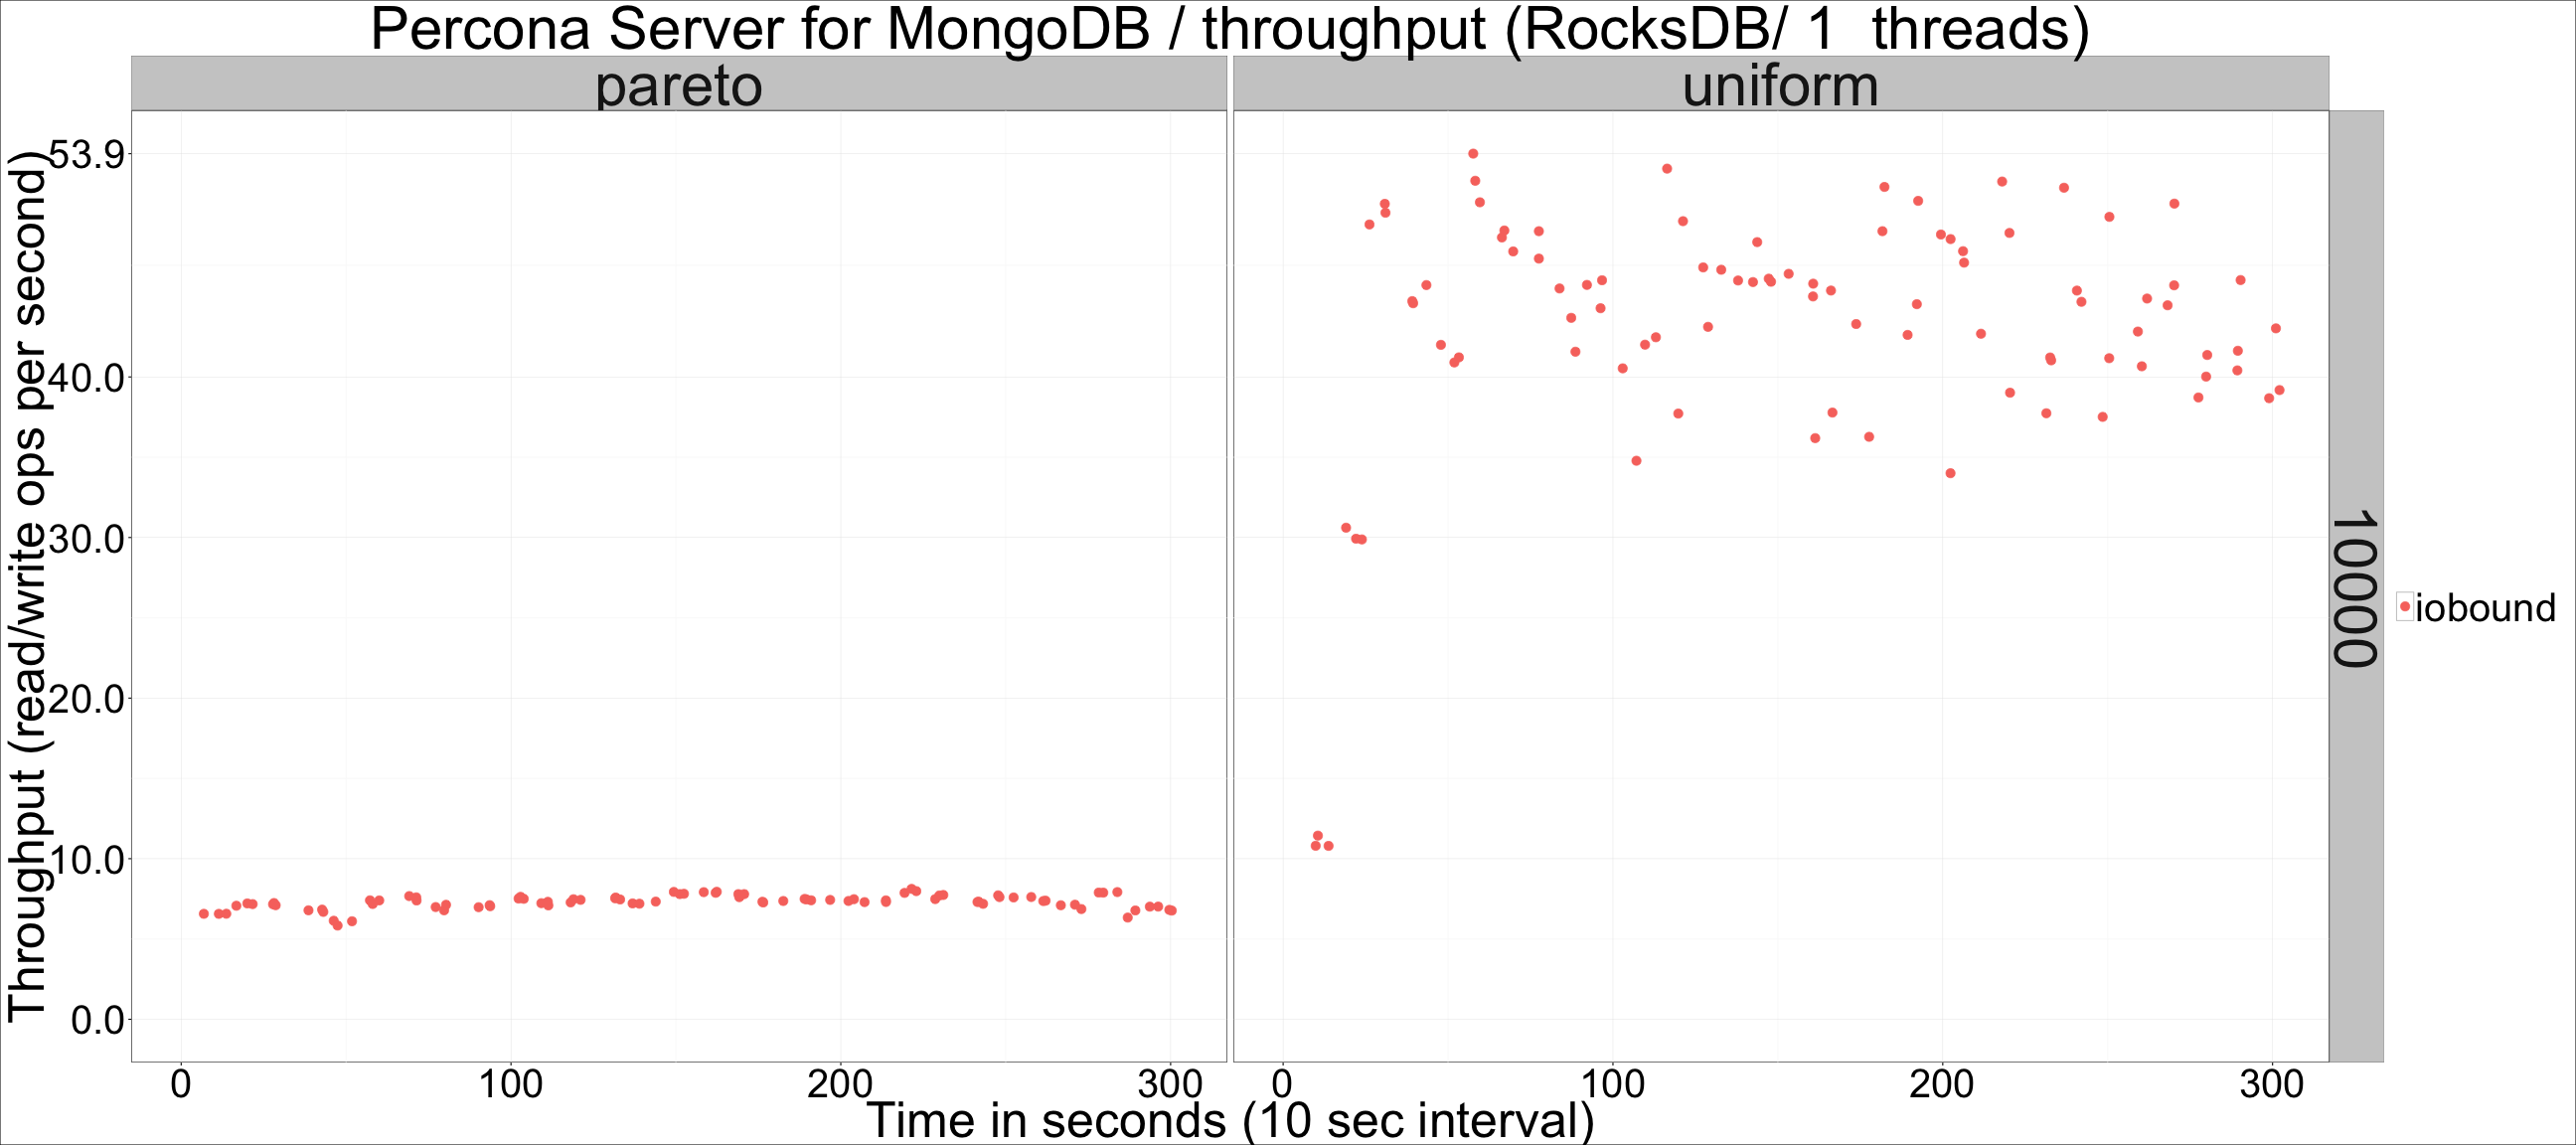 Percona Server for MongoDB / throughput (RocksDB/ 1  threads)
pareto
uniform
Throughput (read/write ops per second)
53.9
40.0
30.0
20.0
10.0
0.0
10000
iobound
0
100
200
300
0
100
200
300
Time in seconds (10 sec interval)